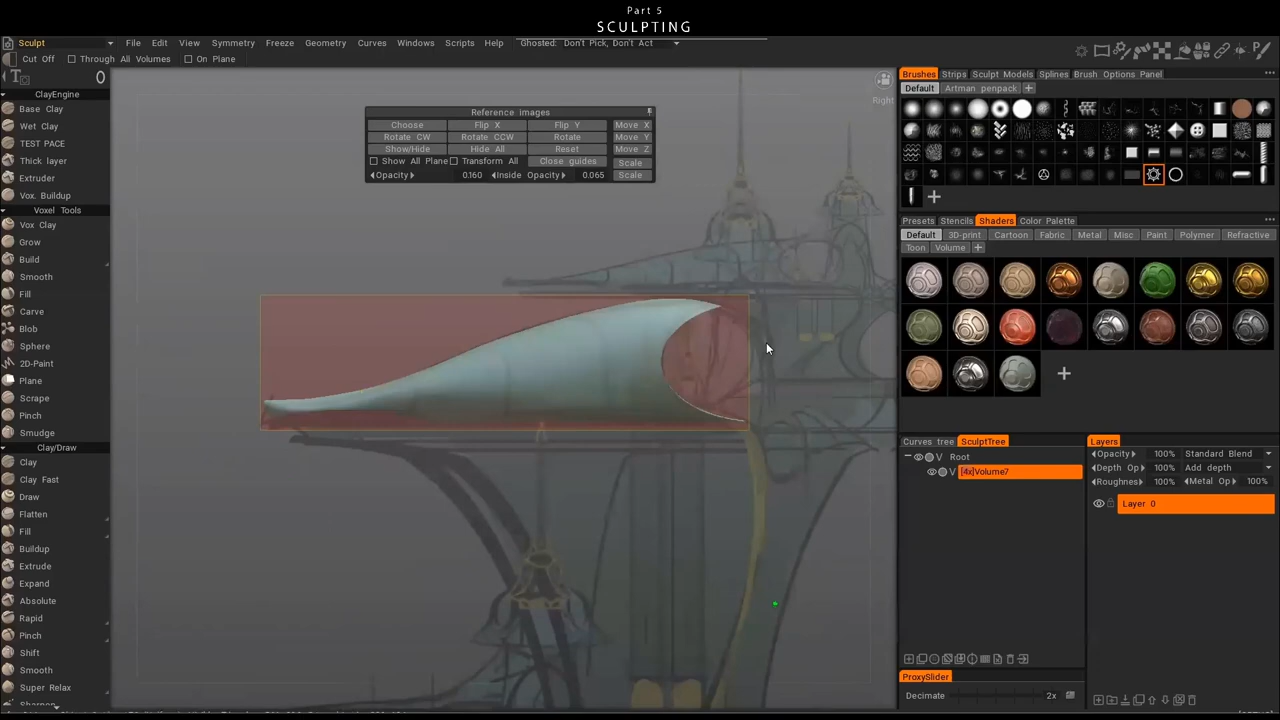 Part 5
SCULPTING
Sculpt File Edit View Symmetry Freeze Geometry Curves Windows Scripts Help Ghosted: Don't Pick, Don't Act
Cut Off Through All Volumes On Plane
0
Right
ClayEngine
Base Clay
Wet Clay
TEST PACE
Thick layer
Extruder
Vox. Buildup
Voxel Tools
Vox Clay
Grow
Build
Smooth
Fill
Carve
Blob
Sphere
2D-Paint
Plane
Scrape
Pinch
Smudge
Clay/Draw
Clay
Clay Fast
Draw
Flatten
Fill
Buildup
Extrude
Expand
Absolute
Rapid
Pinch
Shift
Smooth
Super Relax
Reference images
Choose Flip X Flip Y Move X
Rotate CW Rotate CCW Rotate Move Y
Show/Hide Hide All Reset Move Z
Show All Plane Transform All Close guides Scale
Opacity 0.160 Inside Opacity 0.065 Scale
Brushes Strips Sculpt Models Splines Brush Options Panel
Default Artman penpack
Presets Stencils Shaders Color Palette
Default 3D-print Cartoon Fabric Metal Misc Paint Polymer Refractive
Toon Volume
Curves tree SculptTree
V Root
V [4x]Volume7
ProxySlider
Decimate 2x
Layers
Opacity 100% Standard Blend
Depth Op 100% Add depth
Roughness 100% Metal Op 100%
Layer 0